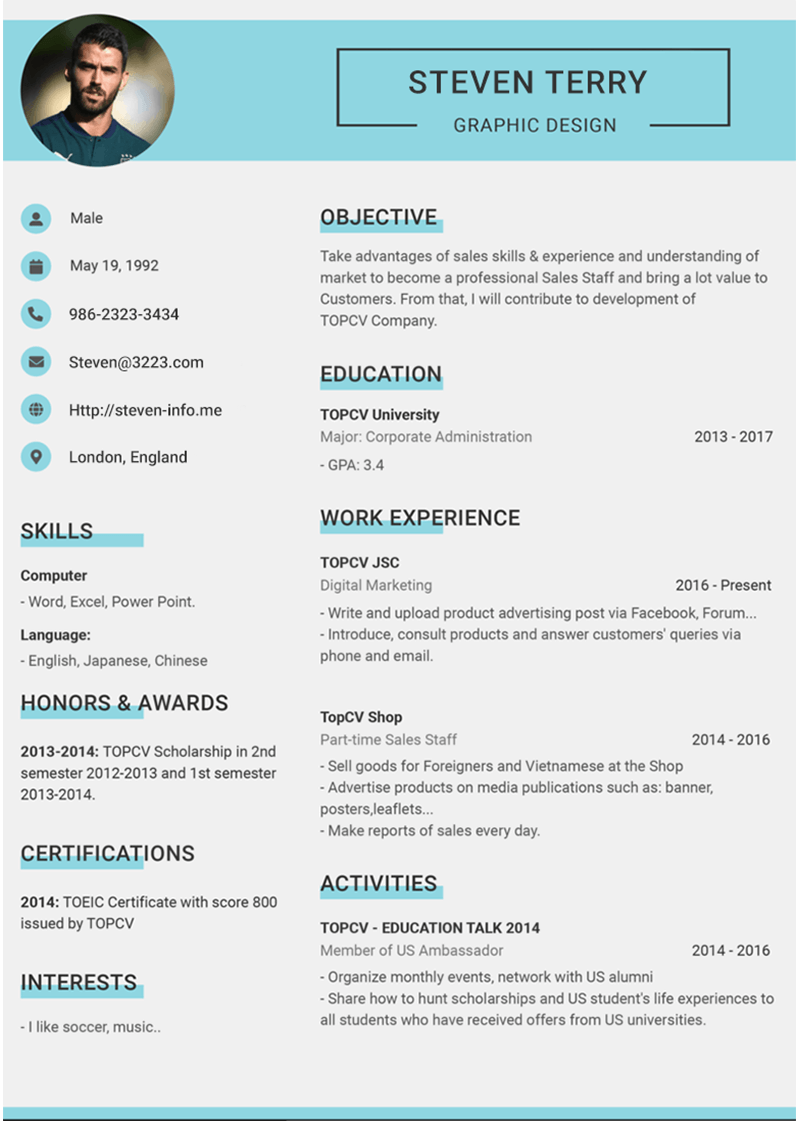 STEVEN TERRY
GRAPHIC DESIGN
Male
May 19, 1992
986-2323-3434
Steven@3223.com
Http://steven-info.me
London, England
SKILLS
Computer
- Word, Excel, Power Point.
Language:
- English, Japanese, Chinese
HONORS & AWARDS
2013-2014: TOPCV Scholarship in 2nd
semester 2012-2013 and 1st semester
2013-2014.
CERTIFICATIONS
2014: TOEIC Certificate with score 800
issued by TOPCV
INTERESTS
- I like soccer, music..
OBJECTIVE
Take advantages of sales skills & experience and understanding of
market to become a professional Sales Staff and bring a lot value to
Customers. From that, I will contribute to development of
TOPCV Company.
EDUCATION
TOPCV University
Major: Corporate Administration 2013 - 2017
- GPA: 3.4
WORK EXPERIENCE
TOPCV JSC
Digital Marketing 2016 - Present
- Write and upload product advertising post via Facebook, Forum...
- Introduce, consult products and answer customers' queries via
phone and email.
TopCV Shop
Part-time Sales Staff 2014 - 2016
- Sell goods for Foreigners and Vietnamese at the Shop
- Advertise products on media publications such as: banner,
posters,leaflets...
- Make reports of sales every day.
ACTIVITIES
TOPCV - EDUCATION TALK 2014
Member of US Ambassador 2014 - 2016
- Organize monthly events, network with US alumni
- Share how to hunt scholarships and US student's life experiences to
all students who have received offers from US universities.